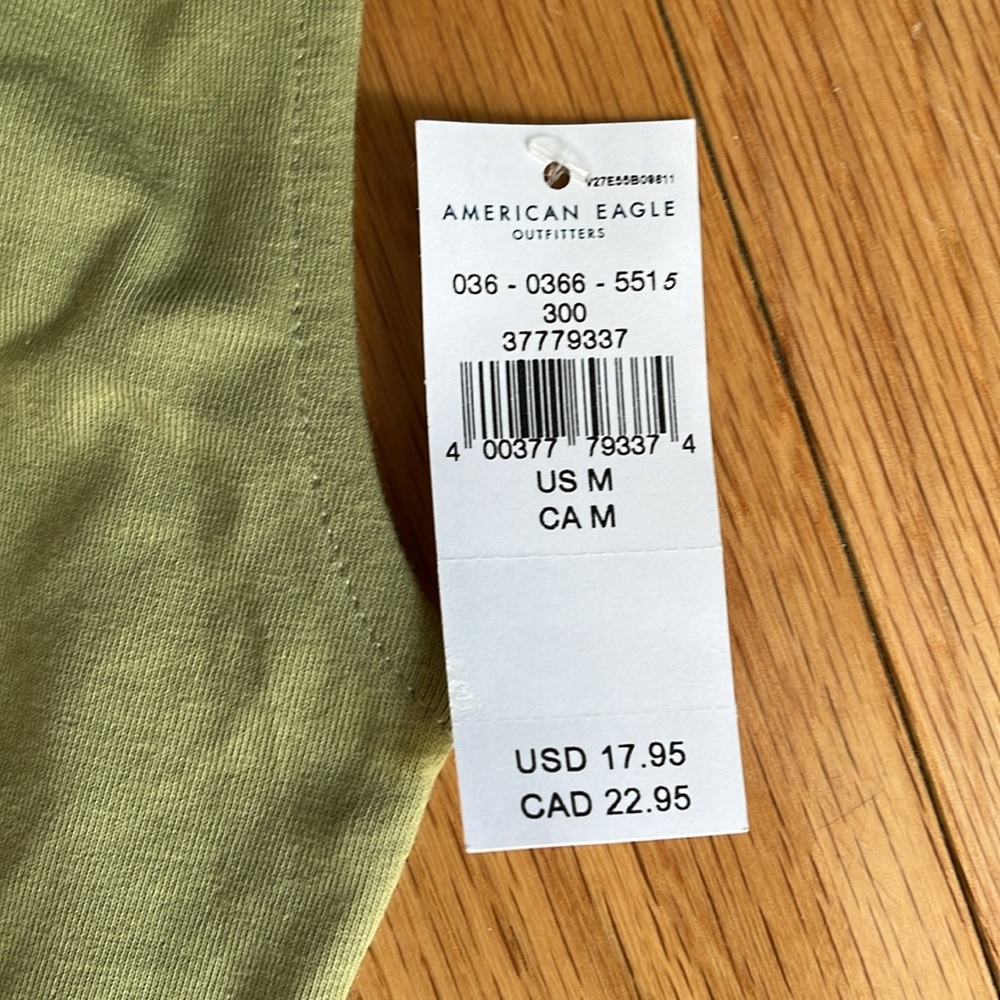 AMERICAN EAGLE
OUTFITTERS
036 - 0366 - 5515
300
37779337
4 00377 79337 4
US M
CA M
USD 17.95
CAD 22.95